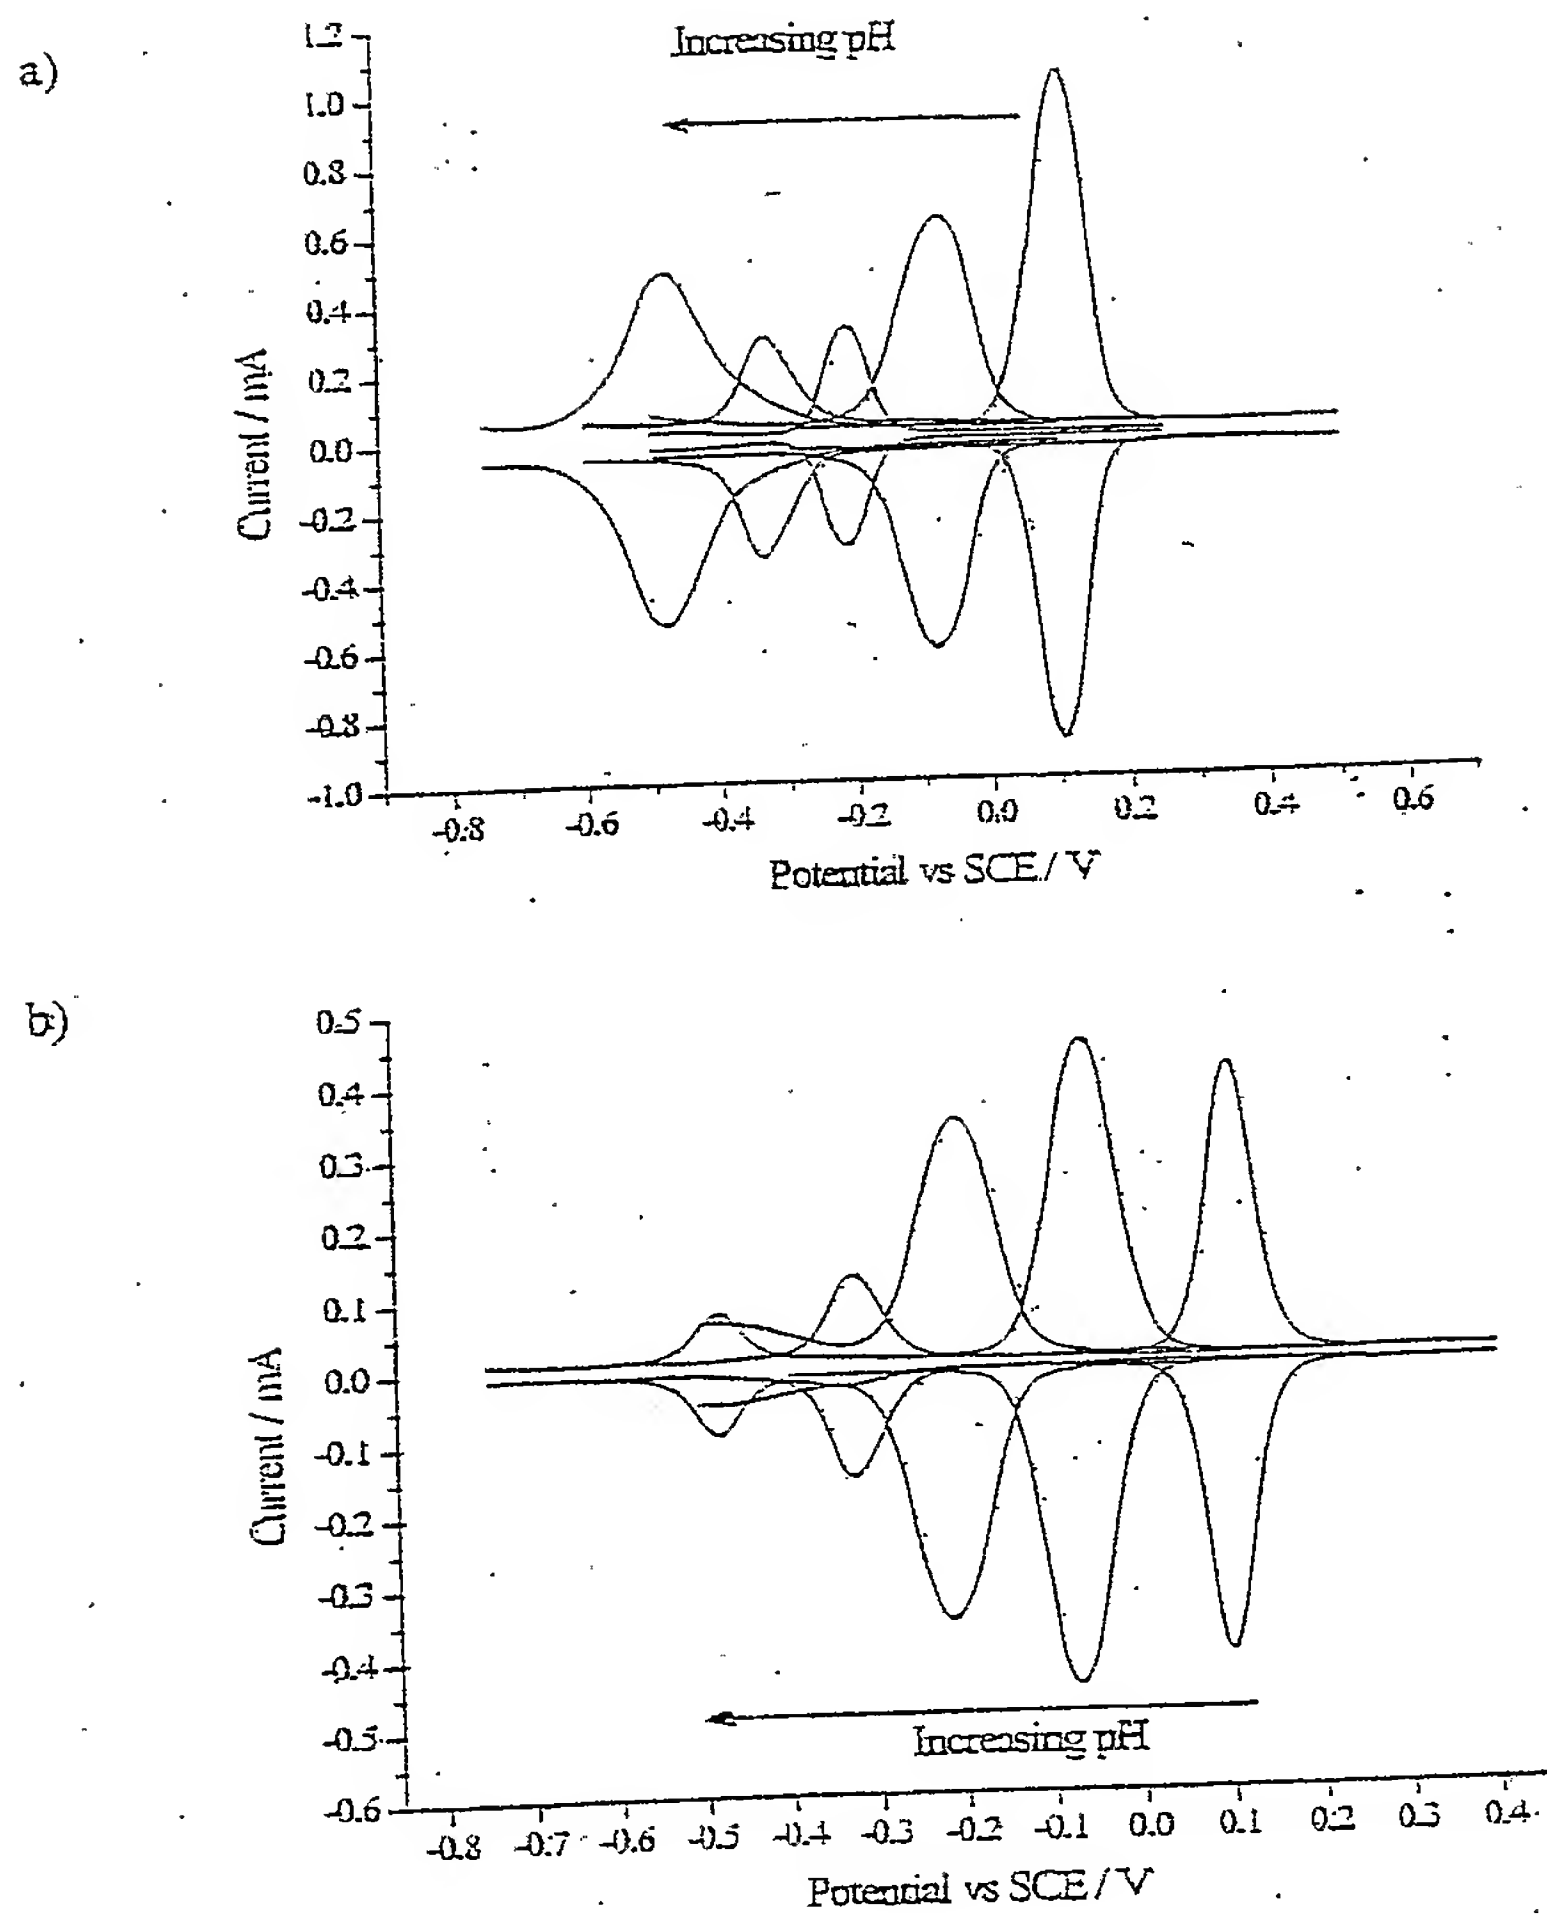 a)
Increasing pH
1.2
1.0
0.8
0.6
0.4
0.2
0.0
-0.2
-0.4
-0.6
-0.8
-1.0
Current / mA
-0.8 -0.6 -0.4 -0.2 0.0 0.2 0.4 0.6
Potential vs SCE / V
b)
0.5
0.4
0.3
0.2
0.1
0.0
-0.1
-0.2
-0.3
-0.4
-0.5
-0.6
Current / mA
Increasing pH
-0.8 -0.7 -0.6 -0.5 -0.4 -0.3 -0.2 -0.1 0.0 0.1 0.2 0.3 0.4
Potential vs SCE / V